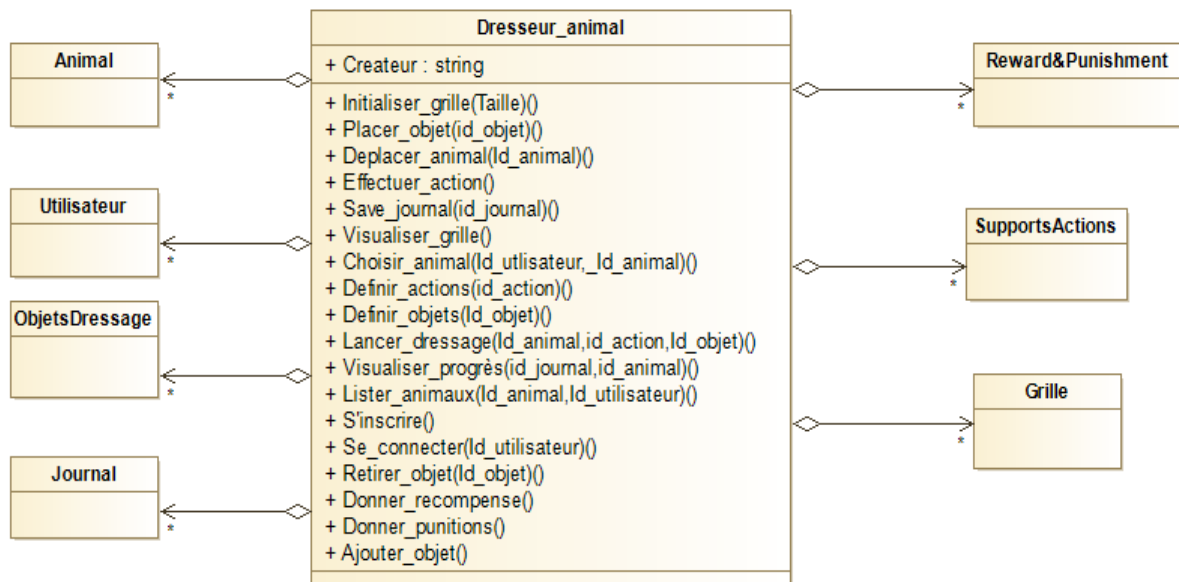 Dresseur_animal
+ Createur : string
+ Initialiser_grille(Taille)()
+ Placer_objet(id_objet)()
+ Deplacer_animal(Id_animal)()
+ Effectuer_action()
+ Save_journal(id_journal)()
+ Visualiser_grille()
+ Choisir_animal(Id_utlisateur,_Id_animal)()
+ Definir_actions(id_action)()
+ Definir_objets(Id_objet)()
+ Lancer_dressage(Id_animal,id_action,Id_objet)()
+ Visualiser_progrès(id_journal,id_animal)()
+ Lister_animaux(Id_animal,Id_utilisateur)()
+ S'inscrire()
+ Se_connecter(Id_utilisateur)()
+ Retirer_objet(Id_objet)()
+ Donner_recompense()
+ Donner_punitions()
+ Ajouter_objet()
Animal
*
Utilisateur
*
ObjetsDressage
*
Journal
*
Reward&Punishment
*
SupportsActions
*
Grille
*